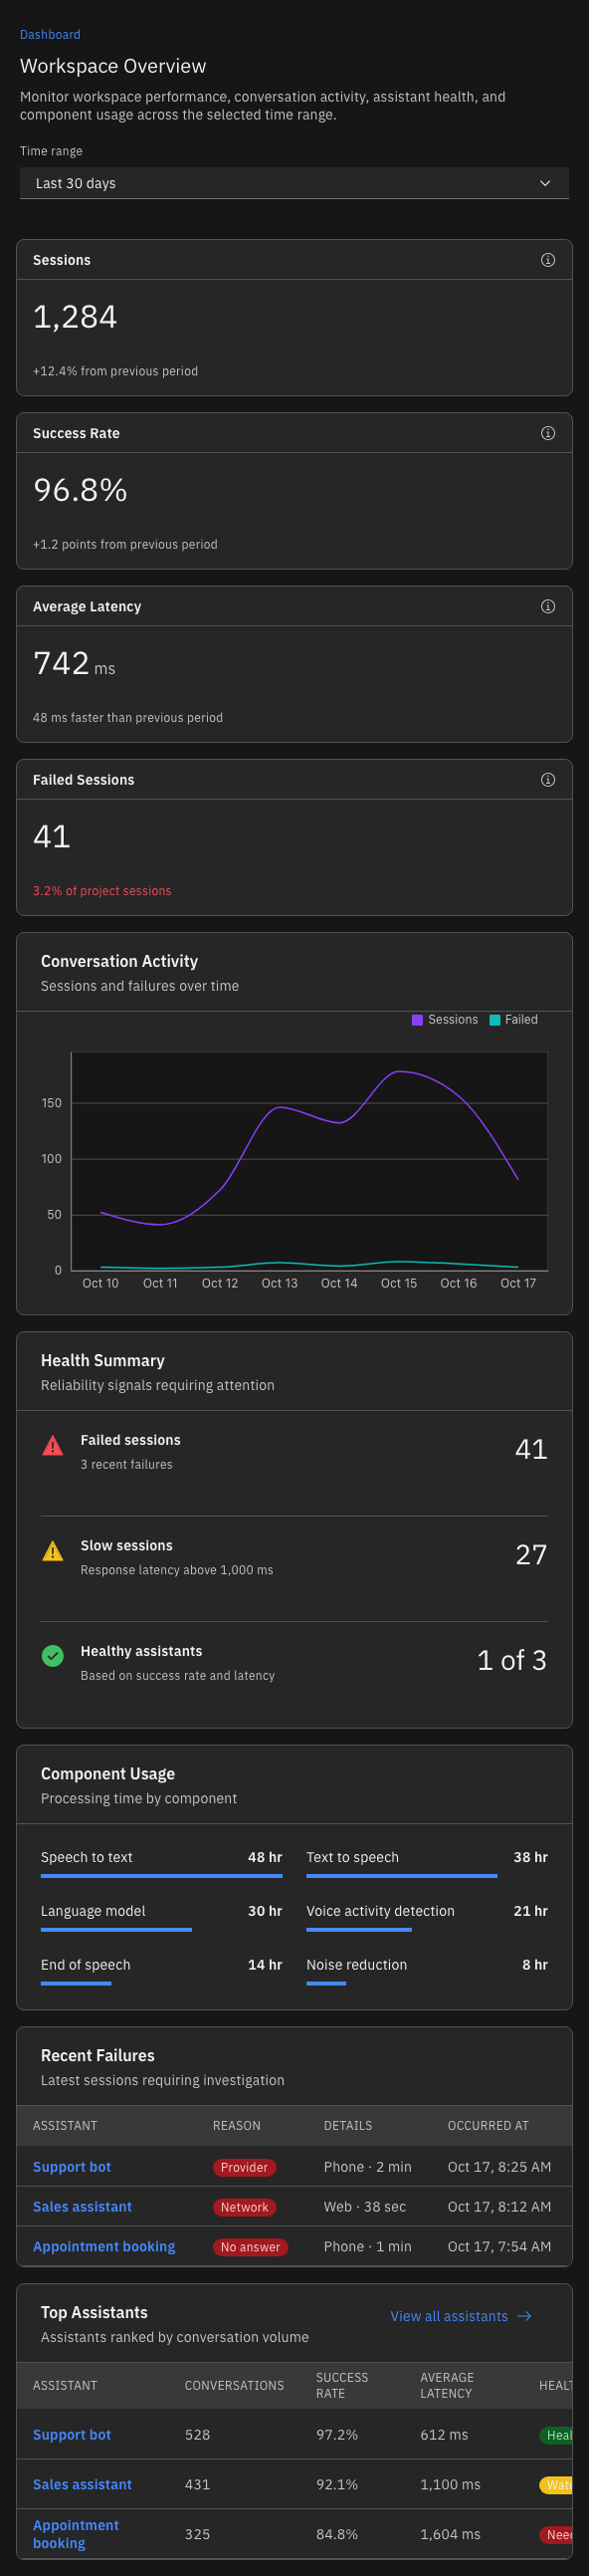 Dashboard
Workspace Overview
Monitor workspace performance, conversation activity, assistant health, and
component usage across the selected time range.
Time range
Last 30 days
Sessions
1,284
+12.4% from previous period
Success Rate
96.8%
+1.2 points from previous period
Average Latency
742 ms
48 ms faster than previous period
Failed Sessions
41
3.2% of project sessions
Conversation Activity
Sessions and failures over time
Sessions Failed
150
100
50
0
Oct 10 Oct 11 Oct 12 Oct 13 Oct 14 Oct 15 Oct 16 Oct 17
Health Summary
Reliability signals requiring attention
Failed sessions 41
3 recent failures
Slow sessions 27
Response latency above 1,000 ms
Healthy assistants 1 of 3
Based on success rate and latency
Component Usage
Processing time by component
Speech to text 48 hr Text to speech 38 hr
Language model 30 hr Voice activity detection 21 hr
End of speech 14 hr Noise reduction 8 hr
Recent Failures
Latest sessions requiring investigation
ASSISTANT REASON DETAILS OCCURRED AT
Support bot Provider Phone · 2 min Oct 17, 8:25 AM
Sales assistant Network Web · 38 sec Oct 17, 8:12 AM
Appointment booking No answer Phone · 1 min Oct 17, 7:54 AM
Top Assistants View all assistants →
Assistants ranked by conversation volume
ASSISTANT CONVERSATIONS SUCCESS RATE AVERAGE LATENCY
Support bot 528 97.2% 612 ms
Sales assistant 431 92.1% 1,100 ms
Appointment booking 325 84.8% 1,604 ms